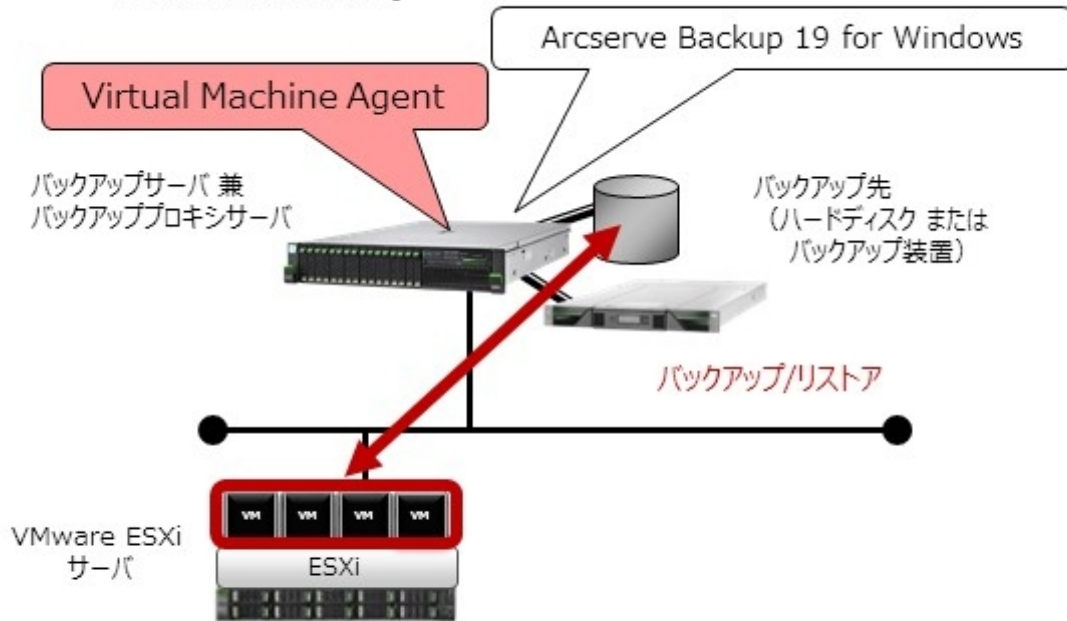 Arcserve Backup 19 for Windows
Virtual Machine Agent
バックアップサーバ 兼
バックアッププロキシサーバ
バックアップ先
（ハードディスク または
バックアップ装置）
バックアップ/リストア
VM VM VM VM
VMware ESXi
サーバ
ESXi